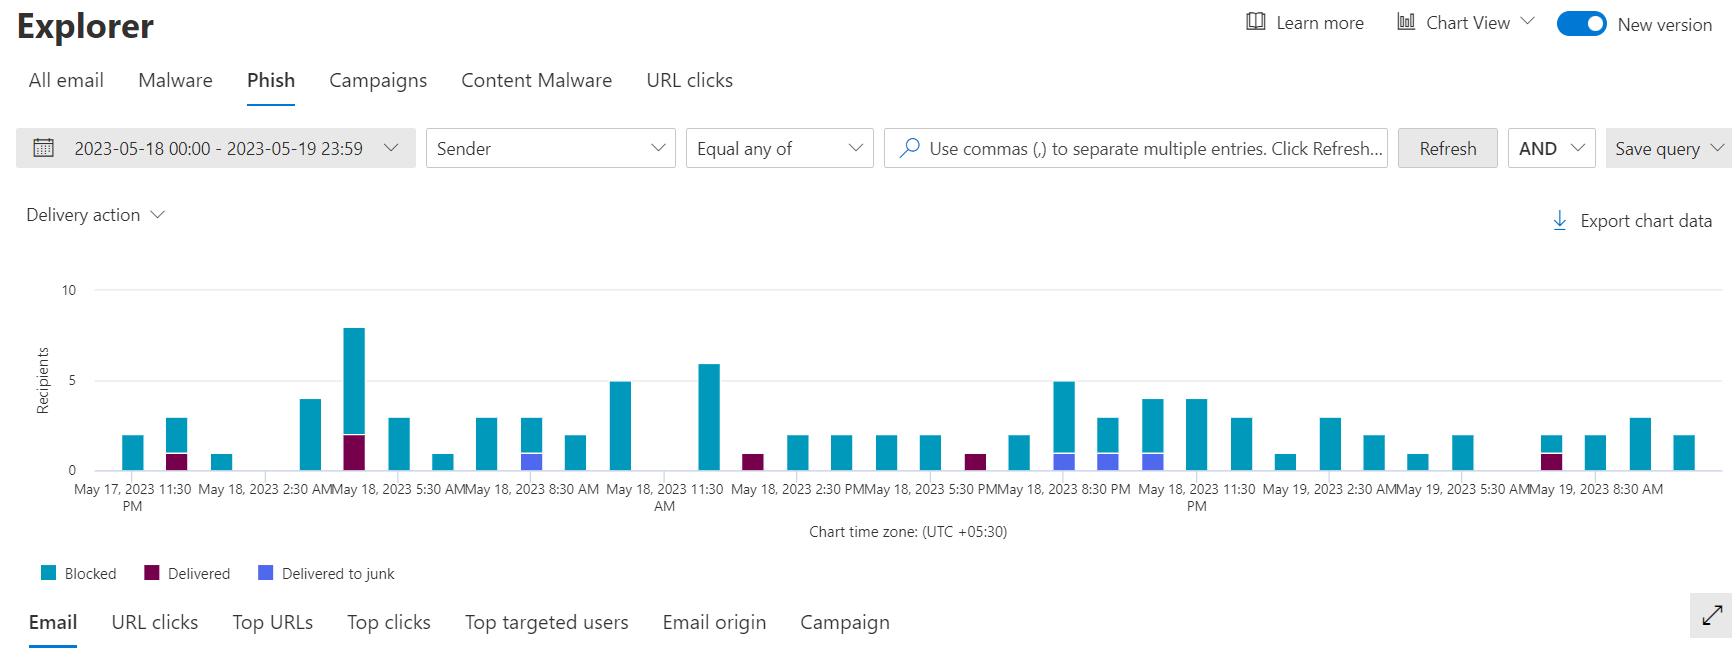 Explorer
Learn more
Chart View
New version
All email
Malware
Phish
Campaigns
Content Malware
URL clicks
2023-05-18 00:00 - 2023-05-19 23:59
Sender
Equal any of
Use commas (,) to separate multiple entries. Click Refresh...
Refresh
AND
Save query
Delivery action
Export chart data
Recipients
10
5
0
May 17, 2023 11:30 PM
May 18, 2023 2:30 AM
May 18, 2023 5:30 AM
May 18, 2023 8:30 AM
May 18, 2023 11:30 AM
May 18, 2023 2:30 PM
May 18, 2023 5:30 PM
May 18, 2023 8:30 PM
May 18, 2023 11:30 PM
May 19, 2023 2:30 AM
May 19, 2023 5:30 AM
May 19, 2023 8:30 AM
Chart time zone: (UTC +05:30)
Blocked
Delivered
Delivered to junk
Email
URL clicks
Top URLs
Top clicks
Top targeted users
Email origin
Campaign